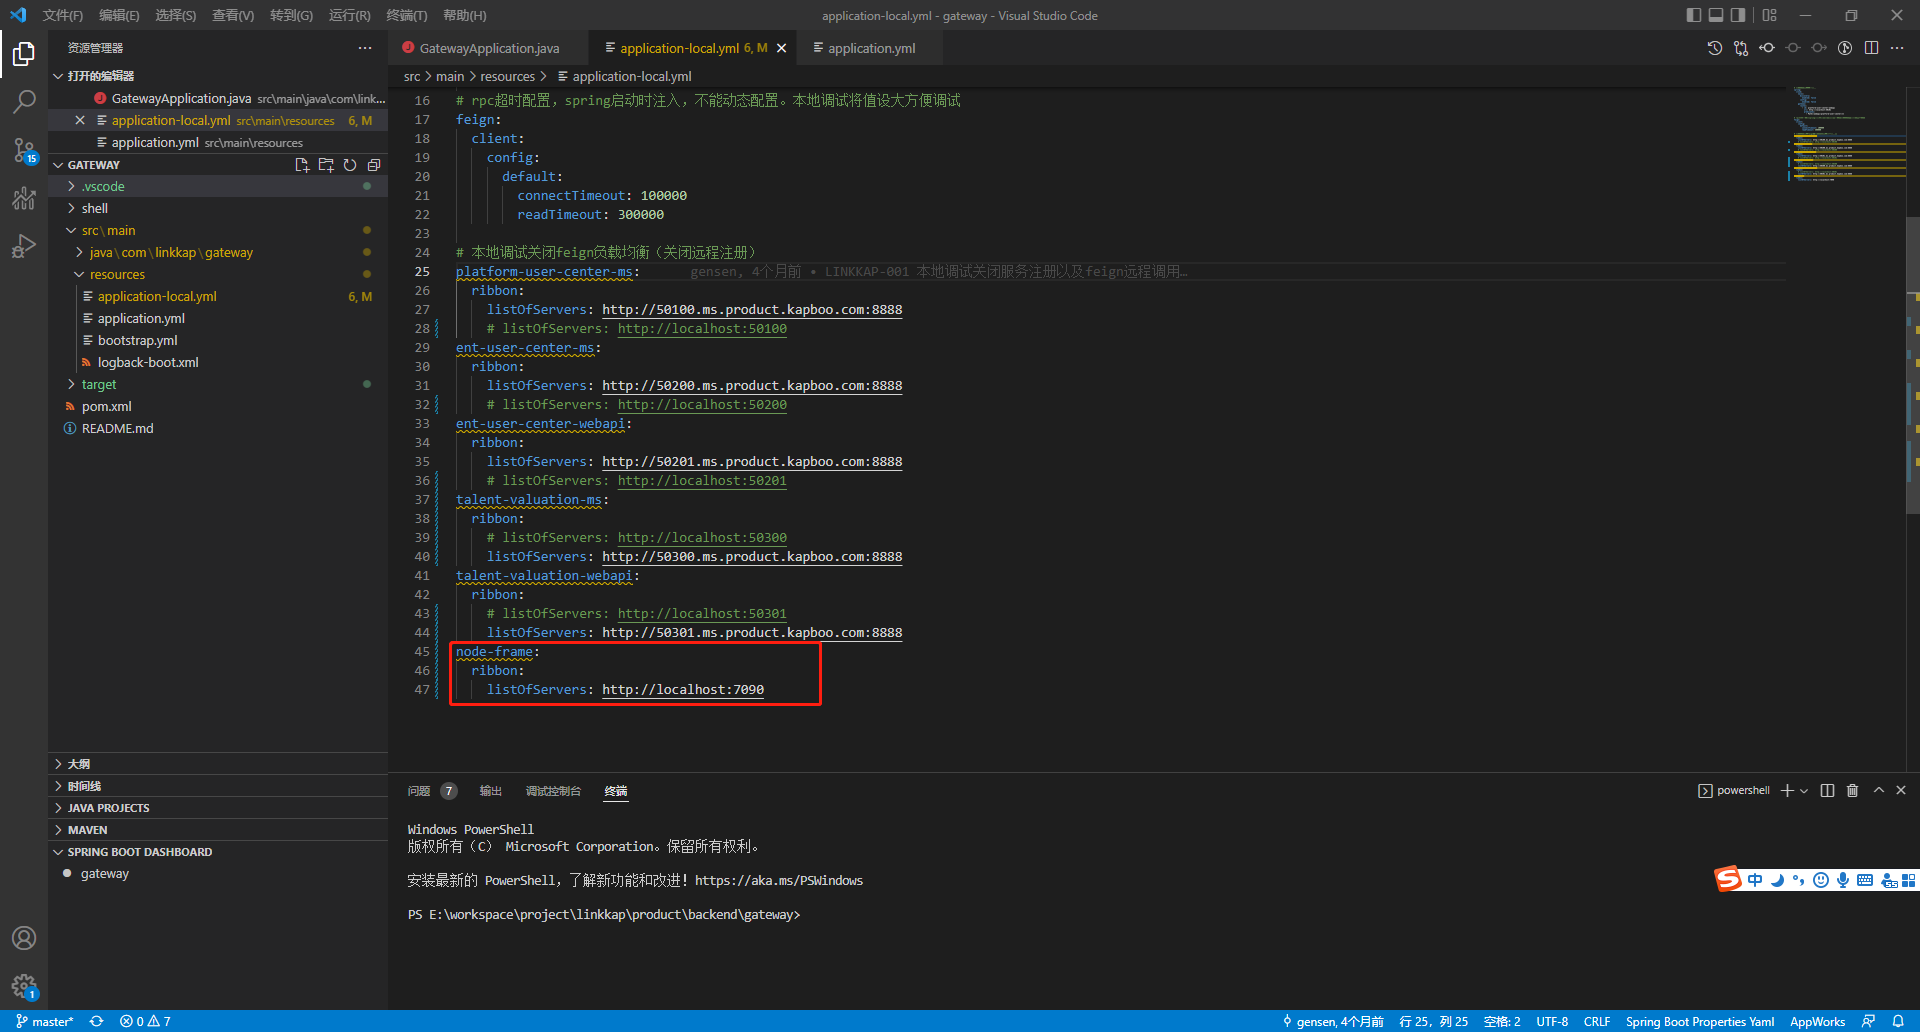 文件(F) 编辑(E) 选择(S) 查看(V) 转到(G) 运行(R) 终端(T) 帮助(H) application-local.yml - gateway - Visual Studio Code
资源管理器
打开的编辑器
GatewayApplication.java src\main\java\com\link...
application-local.yml src\main\resources 6, M
application.yml src\main\resources
GATEWAY
.vscode
shell
src\main
java\com\linkkap\gateway
resources
application-local.yml 6, M
application.yml
bootstrap.yml
logback-boot.xml
target
pom.xml
README.md
大纲
时间线
JAVA PROJECTS
MAVEN
SPRING BOOT DASHBOARD
gateway
15
1
GatewayApplication.java application-local.yml 6, M application.yml
src > main > resources > application-local.yml
16 # rpc超时配置，spring启动时注入，不能动态配置。本地调试将值设大方便调试
17 feign:
18 client:
19 config:
20 default:
21 connectTimeout: 100000
22 readTimeout: 300000
23
24 # 本地调试关闭feign负载均衡（关闭远程注册）
25 platform-user-center-ms: gensen, 4个月前 • LINKKAP-001 本地调试关闭服务注册以及feign远程调用…
26 ribbon:
27 listOfServers: http://50100.ms.product.kapboo.com:8888
28 # listOfServers: http://localhost:50100
29 ent-user-center-ms:
30 ribbon:
31 listOfServers: http://50200.ms.product.kapboo.com:8888
32 # listOfServers: http://localhost:50200
33 ent-user-center-webapi:
34 ribbon:
35 listOfServers: http://50201.ms.product.kapboo.com:8888
36 # listOfServers: http://localhost:50201
37 talent-valuation-ms:
38 ribbon:
39 # listOfServers: http://localhost:50300
40 listOfServers: http://50300.ms.product.kapboo.com:8888
41 talent-valuation-webapi:
42 ribbon:
43 # listOfServers: http://localhost:50301
44 listOfServers: http://50301.ms.product.kapboo.com:8888
45 node-frame:
46 ribbon:
47 listOfServers: http://localhost:7090
问题 7 输出 调试控制台 终端 powershell
Windows PowerShell
版权所有（C） Microsoft Corporation。保留所有权利。
安装最新的 PowerShell，了解新功能和改进！https://aka.ms/PSWindows
PS E:\workspace\project\linkkap\product\backend\gateway>
S 中
master* 0 7 gensen, 4个月前 行 25，列 25 空格: 2 UTF-8 CRLF Spring Boot Properties Yaml AppWorks